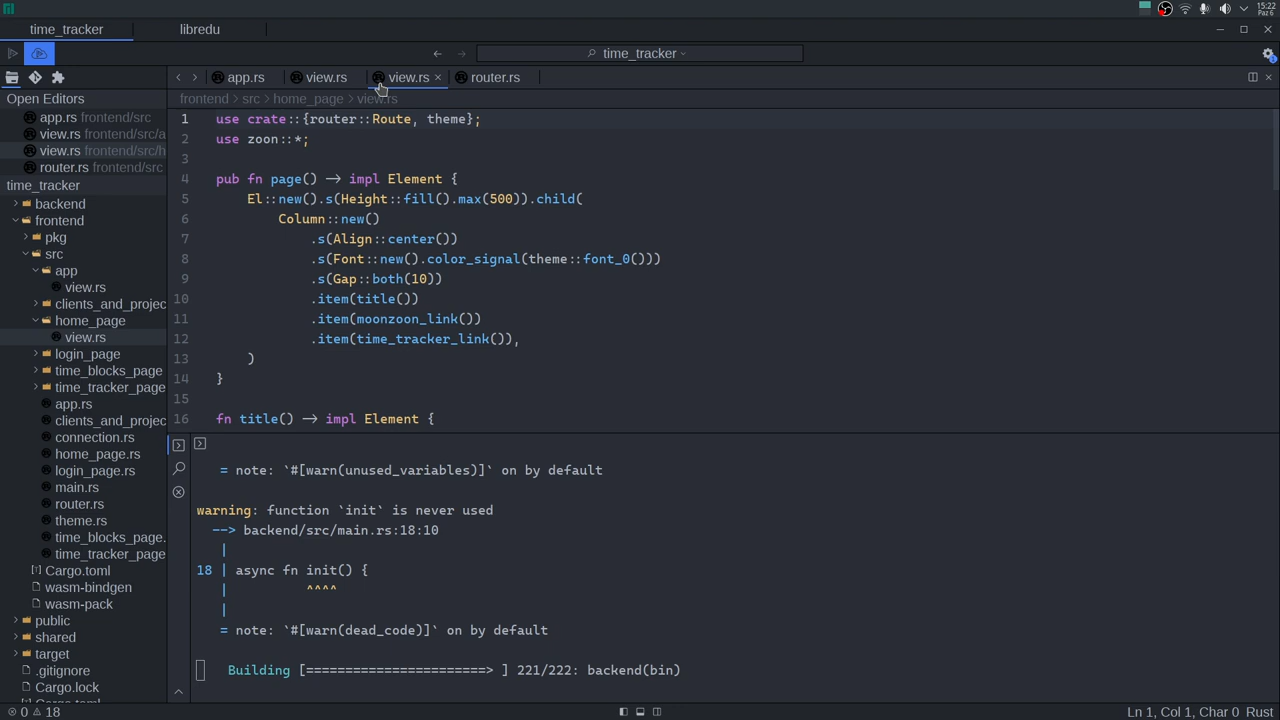 15:22
Paź 6
time_tracker
libredu
time_tracker
app.rs
view.rs
view.rs
router.rs
Open Editors
app.rs frontend/src
view.rs frontend/src/a
view.rs frontend/src/h
router.rs frontend/src
time_tracker
backend
frontend
pkg
src
app
view.rs
clients_and_projec
home_page
view.rs
login_page
time_blocks_page
time_tracker_page
app.rs
clients_and_projec
connection.rs
home_page.rs
login_page.rs
main.rs
router.rs
theme.rs
time_blocks_page.
time_tracker_page
Cargo.toml
wasm-bindgen
wasm-pack
public
shared
target
.gitignore
Cargo.lock
Cargo.toml
frontend > src > home_page > view.rs
1 use crate::{router::Route, theme};
2 use zoon::*;
3
4 pub fn page() -> impl Element {
5 El::new().s(Height::fill().max(500)).child(
6 Column::new()
7 .s(Align::center())
8 .s(Font::new().color_signal(theme::font_0()))
9 .s(Gap::both(10))
10 .item(title())
11 .item(moonzoon_link())
12 .item(time_tracker_link()),
13 )
14 }
15
16 fn title() -> impl Element {
= note: `#[warn(unused_variables)]` on by default
warning: function `init` is never used
--> backend/src/main.rs:18:10
|
18 | async fn init() {
| ^^^^
|
= note: `#[warn(dead_code)]` on by default
Building [=======================> ] 221/222: backend(bin)
0 18
Ln 1, Col 1, Char 0 Rust